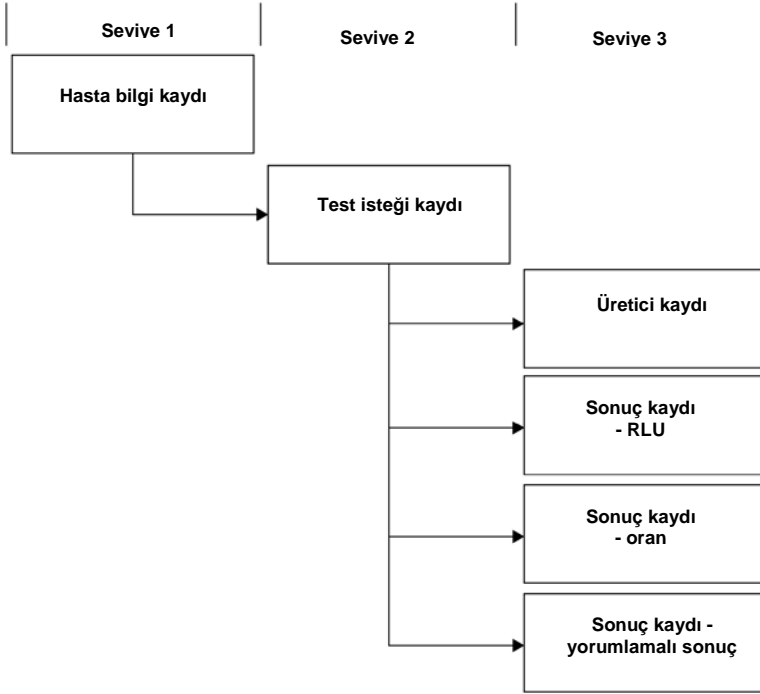 Seviye 1
Seviye 2
Seviye 3
Hasta bilgi kaydı
Test isteği kaydı
Üretici kaydı
Sonuç kaydı
- RLU
Sonuç kaydı
- oran
Sonuç kaydı -
yorumlamalı sonuç